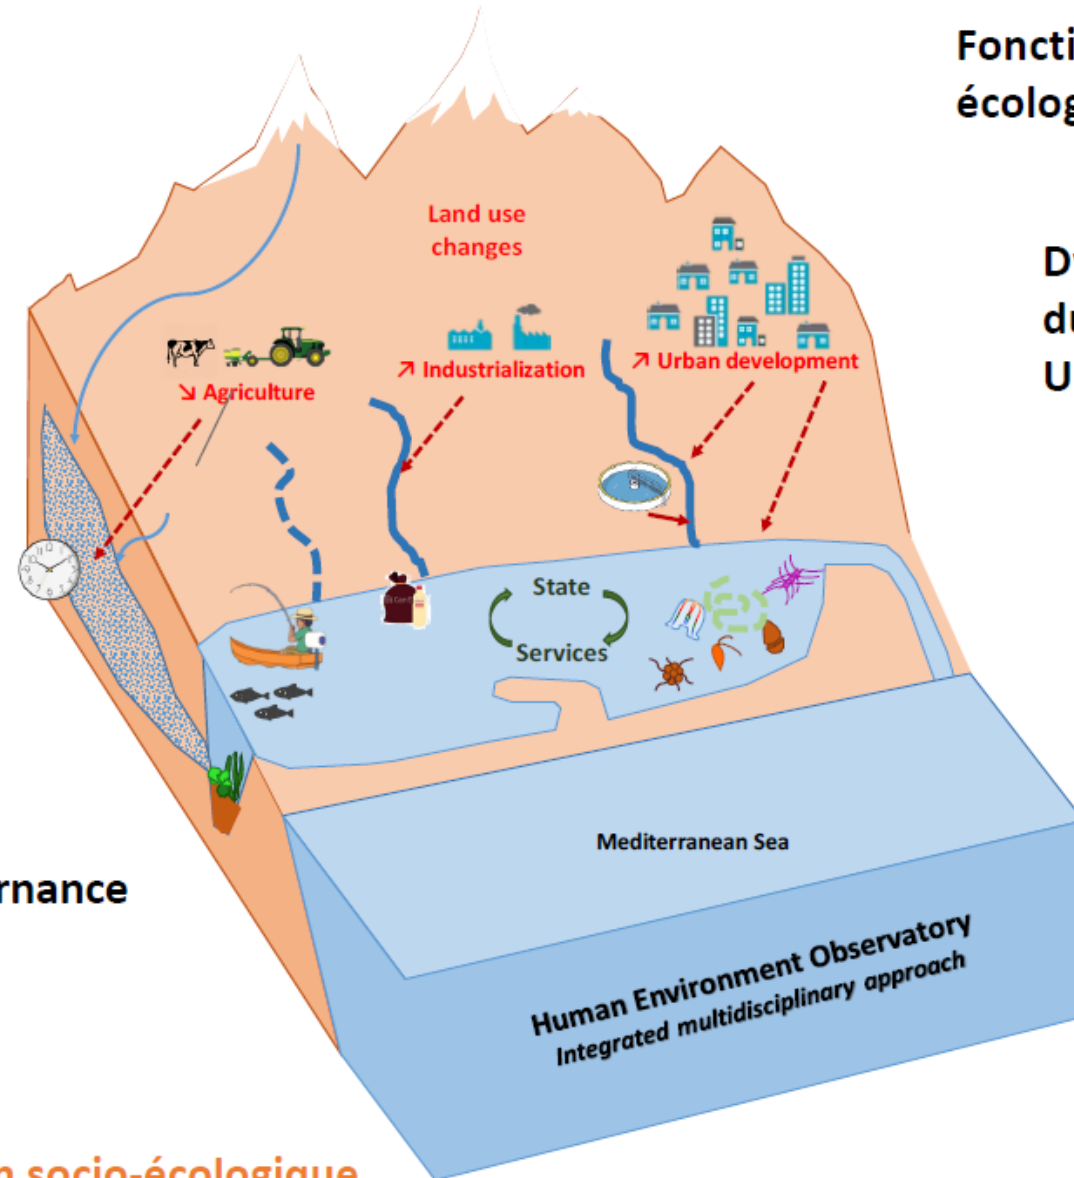 Foncti
écolog
Land use
changes
D
du
U
↗ Industrialization
↗ Urban development
↘ Agriculture
State
Services
Mediterranean Sea
rnance
Human Environment Observatory
Integrated multidisciplinary approach
n socio-écologique